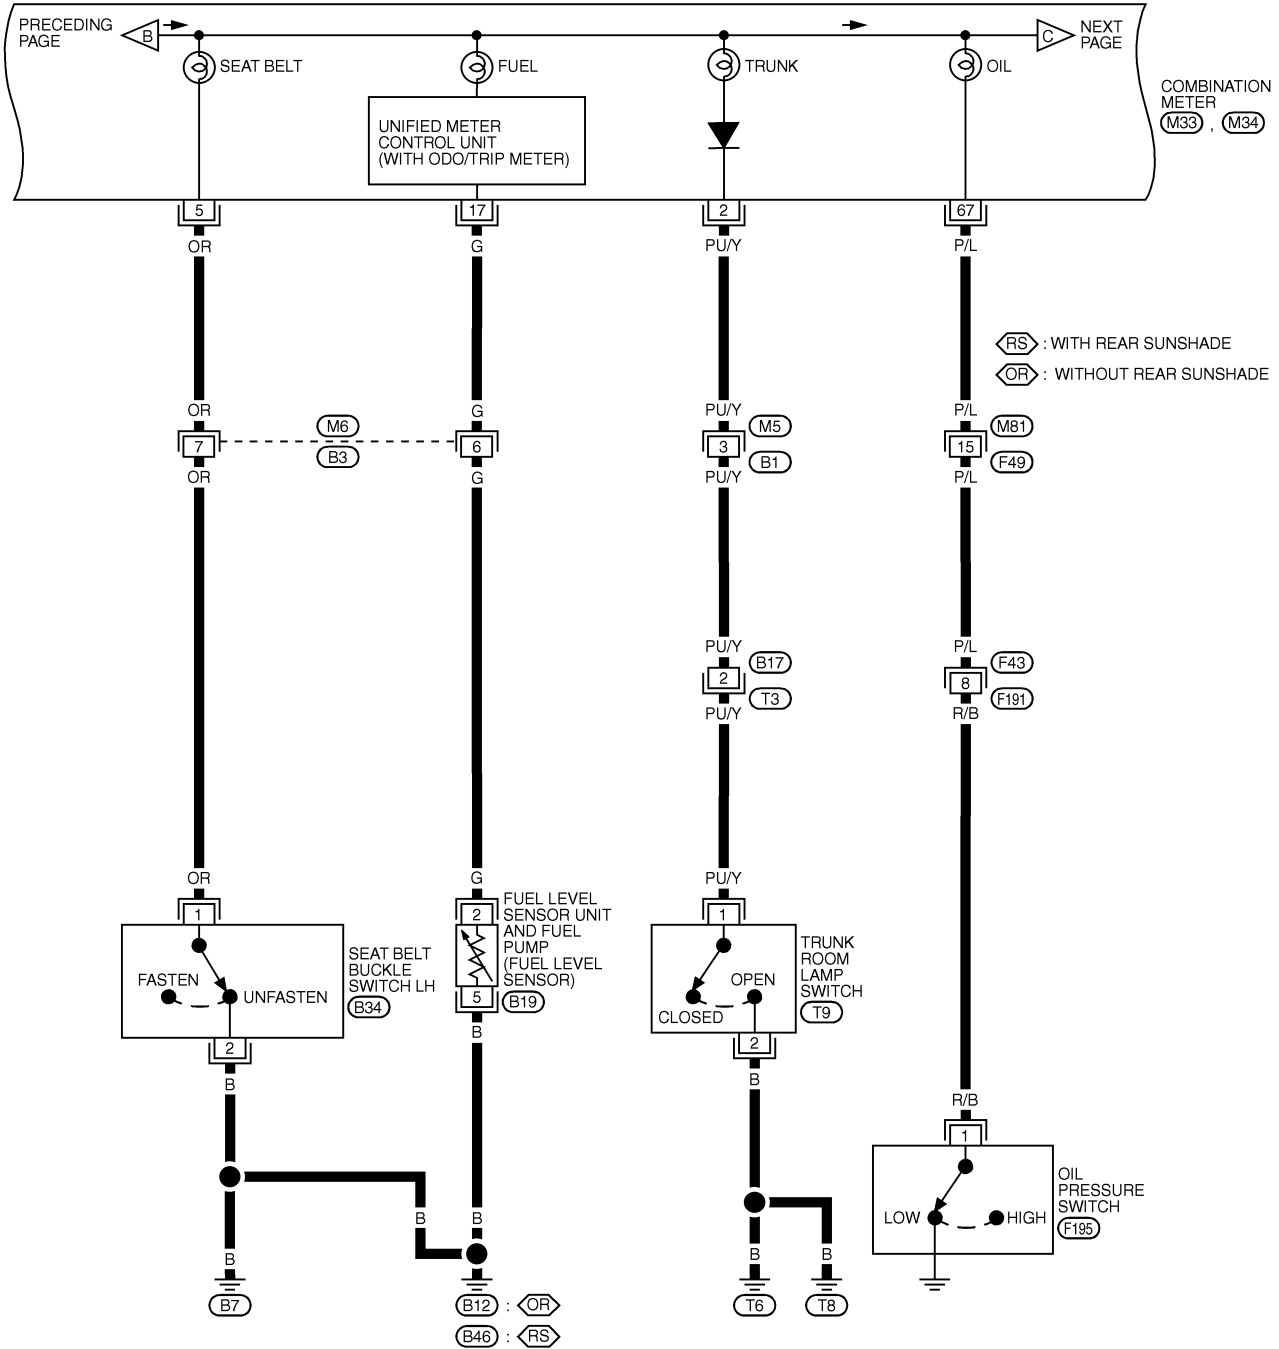 PRECEDING
PAGE
B
C
NEXT
PAGE
SEAT BELT
FUEL
TRUNK
OIL
COMBINATION
METER
M33 , M34
UNIFIED METER
CONTROL UNIT
(WITH ODO/TRIP METER)
5
17
2
67
OR
G
PU/Y
P/L
RS : WITH REAR SUNSHADE
OR : WITHOUT REAR SUNSHADE
OR
G
PU/Y
P/L
M6
M5
M81
7
6
3
15
B3
B1
F49
OR
G
PU/Y
P/L
PU/Y
P/L
B17
F43
2
8
T3
F191
PU/Y
R/B
OR
G
PU/Y
1
2
1
FUEL LEVEL
SENSOR UNIT
AND FUEL
PUMP
(FUEL LEVEL
SENSOR)
B19
SEAT BELT
BUCKLE
SWITCH LH
B34
FASTEN
UNFASTEN
5
TRUNK
ROOM
LAMP
SWITCH
T9
OPEN
CLOSED
2
2
B
B
B
R/B
1
OIL
PRESSURE
SWITCH
F195
LOW
HIGH
B
B
B
B
B
B7
B12 : OR
B46 : RS
T6
T8